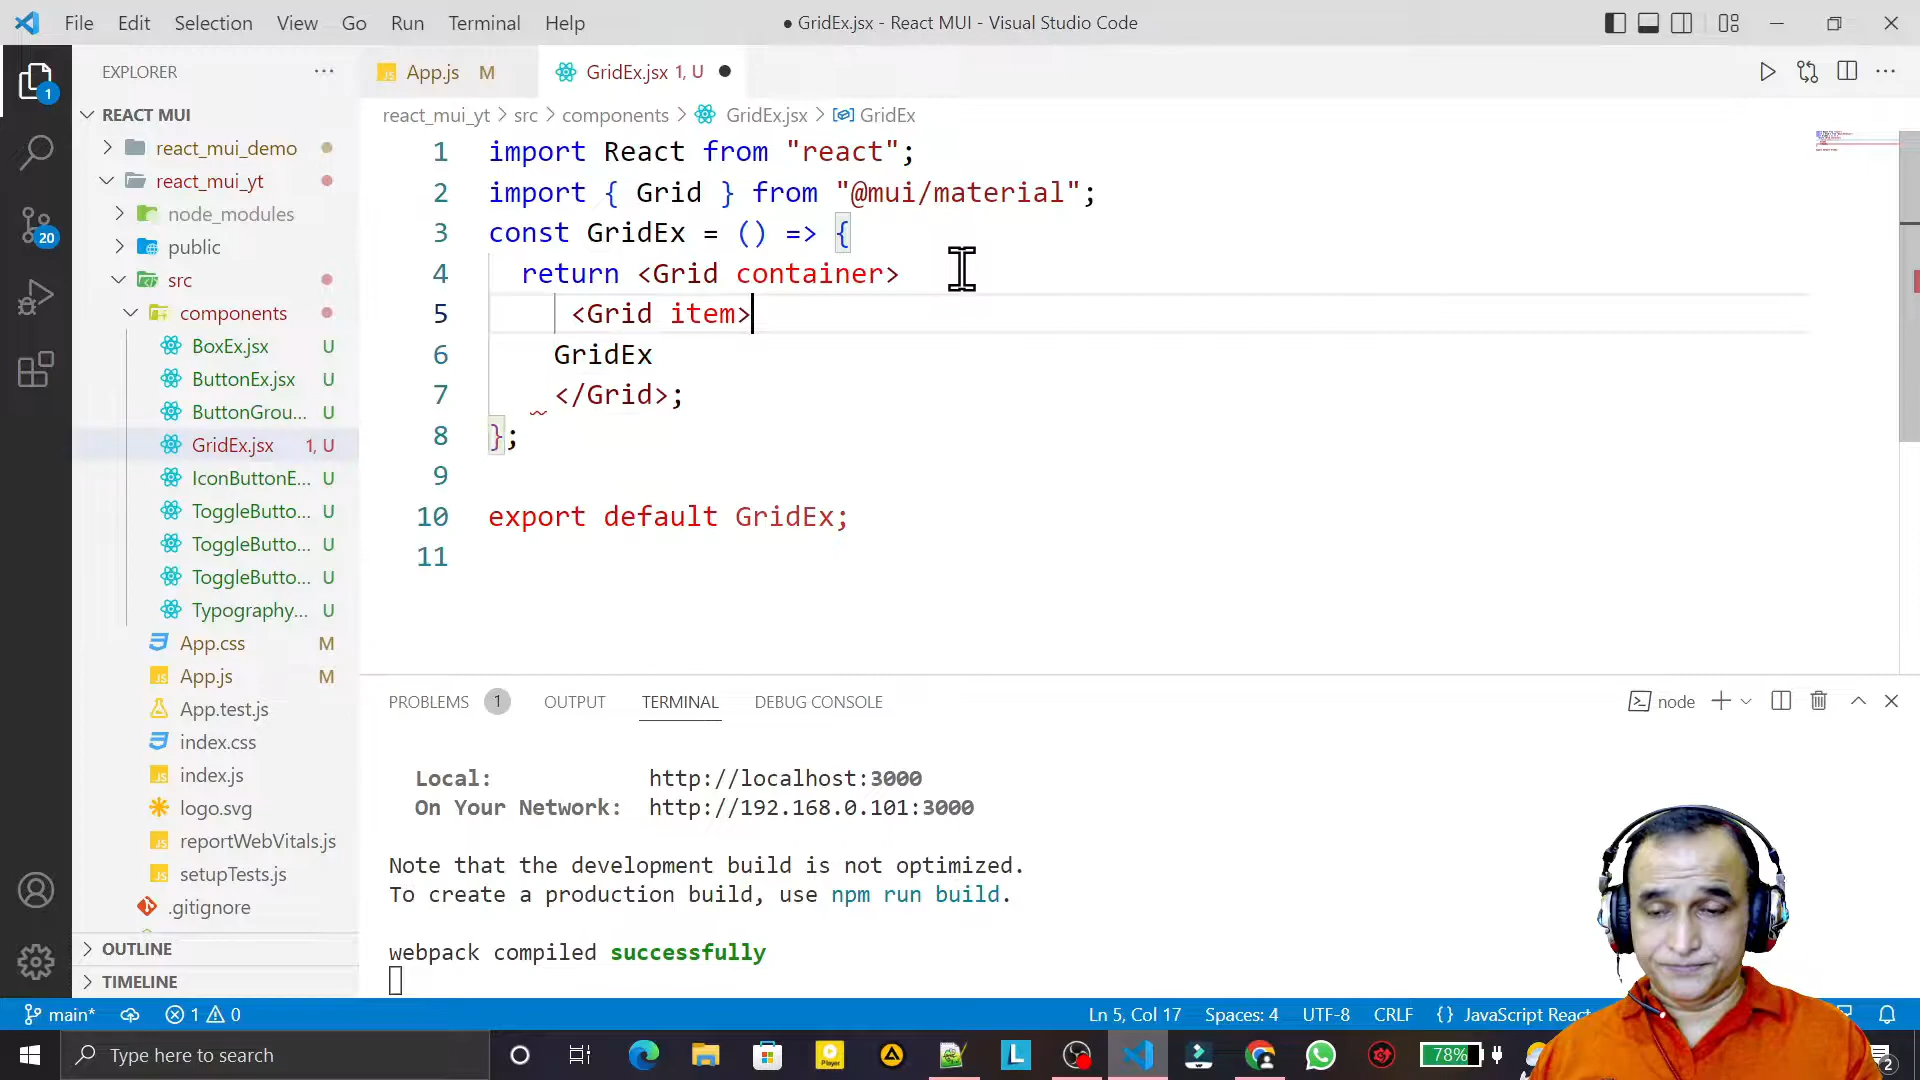 File Edit Selection View Go Run Terminal Help
● GridEx.jsx - React MUI - Visual Studio Code
EXPLORER ···
App.js M
GridEx.jsx 1, U ●
REACT MUI
react_mui_yt > src > components > GridEx.jsx > GridEx
react_mui_demo
react_mui_yt
node_modules
public
src
components
BoxEx.jsx U
ButtonEx.jsx U
ButtonGrou... U
GridEx.jsx 1, U
IconButtonE... U
ToggleButto... U
ToggleButto... U
ToggleButto... U
Typography... U
App.css M
App.js M
App.test.js
index.css
index.js
logo.svg
reportWebVitals.js
setupTests.js
.gitignore
OUTLINE
TIMELINE
1
20
1 import React from "react";
2 import { Grid } from "@mui/material";
3 const GridEx = () => {
4 return <Grid container>
5 <Grid item>
6 GridEx
7 </Grid>;
8 };
9
10 export default GridEx;
11
PROBLEMS 1 OUTPUT TERMINAL DEBUG CONSOLE
node
Local: http://localhost:3000
On Your Network: http://192.168.0.101:3000
Note that the development build is not optimized.
To create a production build, use npm run build.
webpack compiled successfully
main* 1 0
Ln 5, Col 17 Spaces: 4 UTF-8 CRLF {} JavaScript React
Type here to search
Player
L
78%
2